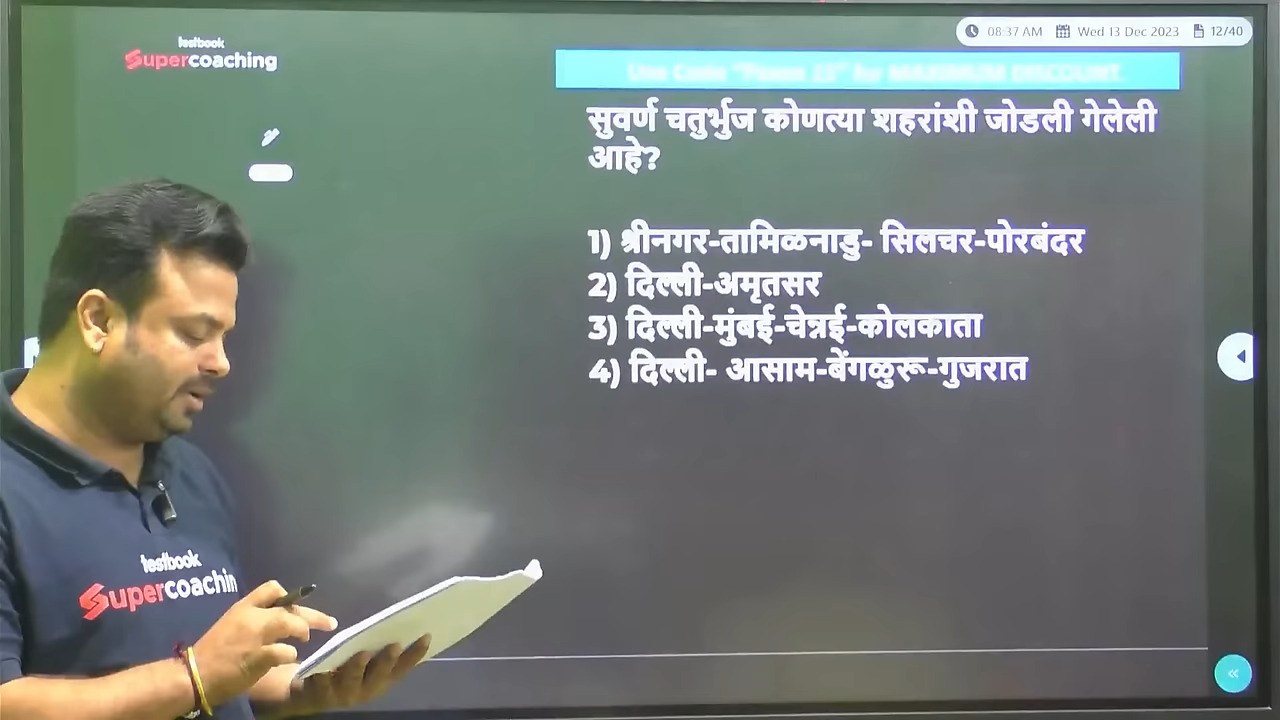 testbook
Supercoaching
08:37 AM Wed 13 Dec 2023 12/40
सुवर्ण चतुर्भुज कोणत्या शहरांशी जोडली गेलेली
आहे?
1) श्रीनगर-तामिळनाडु- सिलचर-पोरबंदर
2) दिल्ली-अमृतसर
3) दिल्ली-मुंबई-चेन्नई-कोलकाता
4) दिल्ली- आसाम-बेंगळुरू-गुजरात
testbook
Supercoachin